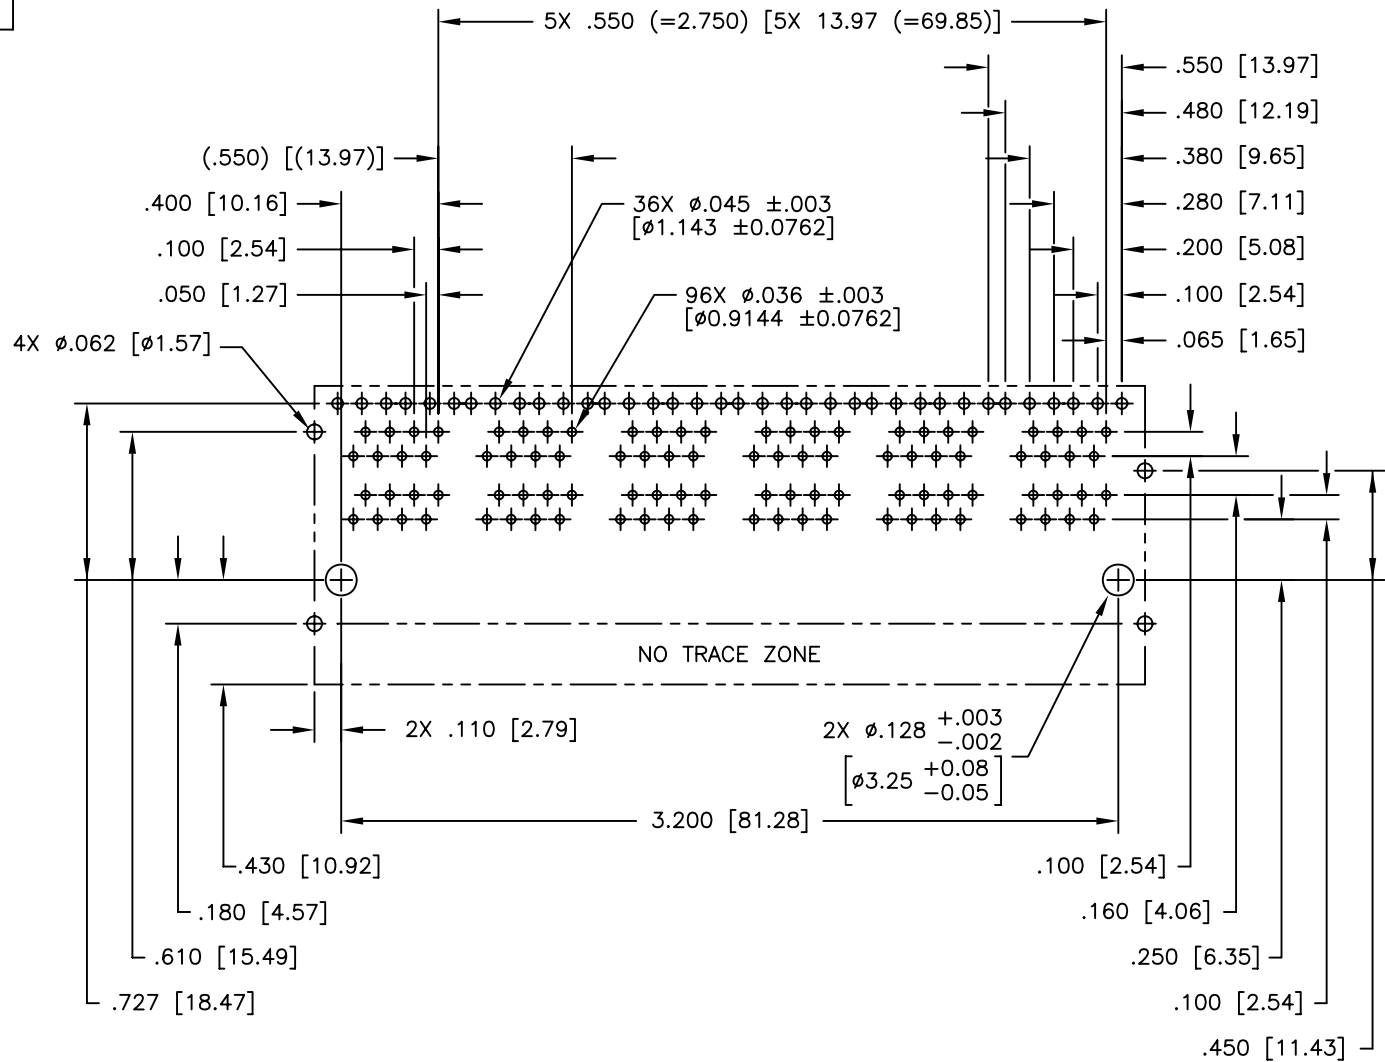 5X .550 (=2.750) [5X 13.97 (=69.85)]
.550 [13.97]
.480 [12.19]
(.550) [(13.97)]
.380 [9.65]
.400 [10.16]
36X ø.045 ±.003
[ø1.143 ±0.0762]
.280 [7.11]
.100 [2.54]
.200 [5.08]
.050 [1.27]
96X ø.036 ±.003
[ø0.9144 ±0.0762]
.100 [2.54]
4X ø.062 [ø1.57]
.065 [1.65]
NO TRACE ZONE
2X .110 [2.79]
2X ø.128 +.003 -.002
[ø3.25 +0.08 -0.05]
3.200 [81.28]
.430 [10.92]
.100 [2.54]
.180 [4.57]
.160 [4.06]
.610 [15.49]
.250 [6.35]
.727 [18.47]
.100 [2.54]
.450 [11.43]